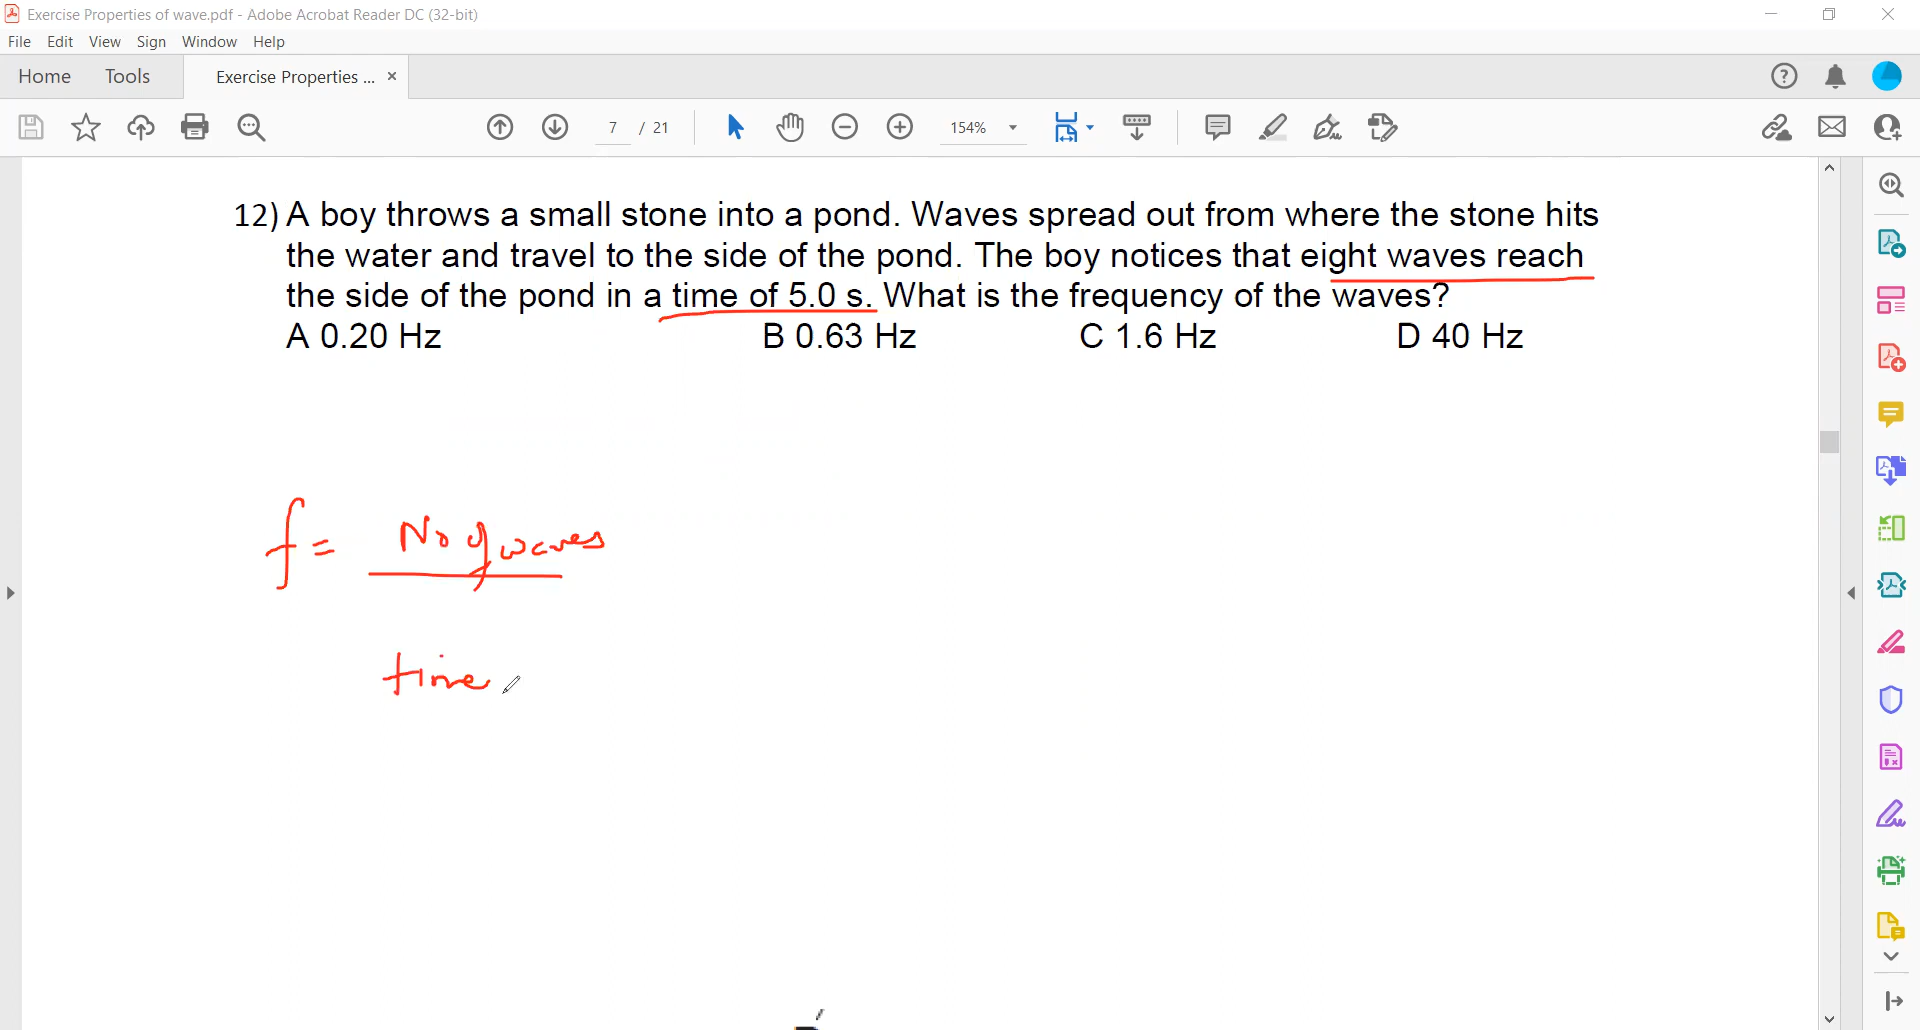 Exercise Properties of wave.pdf - Adobe Acrobat Reader DC (32-bit)
File Edit View Sign Window Help
Home Tools Exercise Properties ... ×
7 / 21 154%
12) A boy throws a small stone into a pond. Waves spread out from where the stone hits
the water and travel to the side of the pond. The boy notices that eight waves reach
the side of the pond in a time of 5.0 s. What is the frequency of the waves?
A 0.20 Hz B 0.63 Hz C 1.6 Hz D 40 Hz
f = No of waves
time